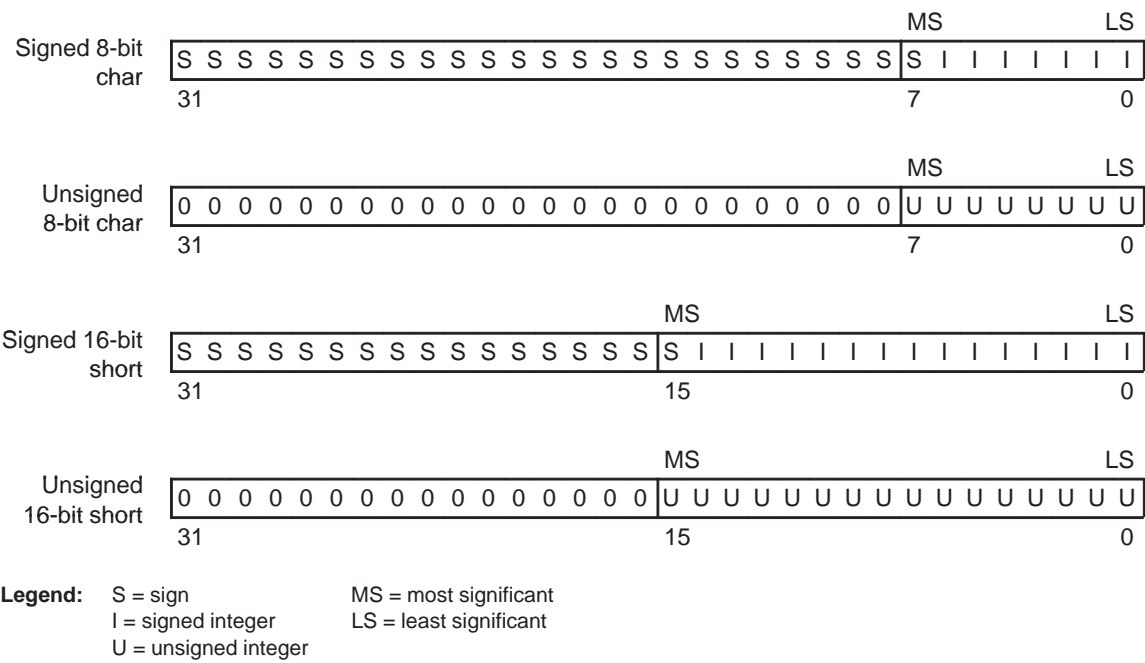 MS LS
Signed 8-bit
char
S S S S S S S S S S S S S S S S S S S S S S S S S I I I I I I I
31 7 0
MS LS
Unsigned
8-bit char
0 0 0 0 0 0 0 0 0 0 0 0 0 0 0 0 0 0 0 0 0 0 0 0 U U U U U U U U
31 7 0
MS LS
Signed 16-bit
short
S S S S S S S S S S S S S S S S S I I I I I I I I I I I I I I I
31 15 0
MS LS
Unsigned
16-bit short
0 0 0 0 0 0 0 0 0 0 0 0 0 0 0 0 U U U U U U U U U U U U U U U U
31 15 0
Legend: S = sign MS = most significant
I = signed integer LS = least significant
U = unsigned integer